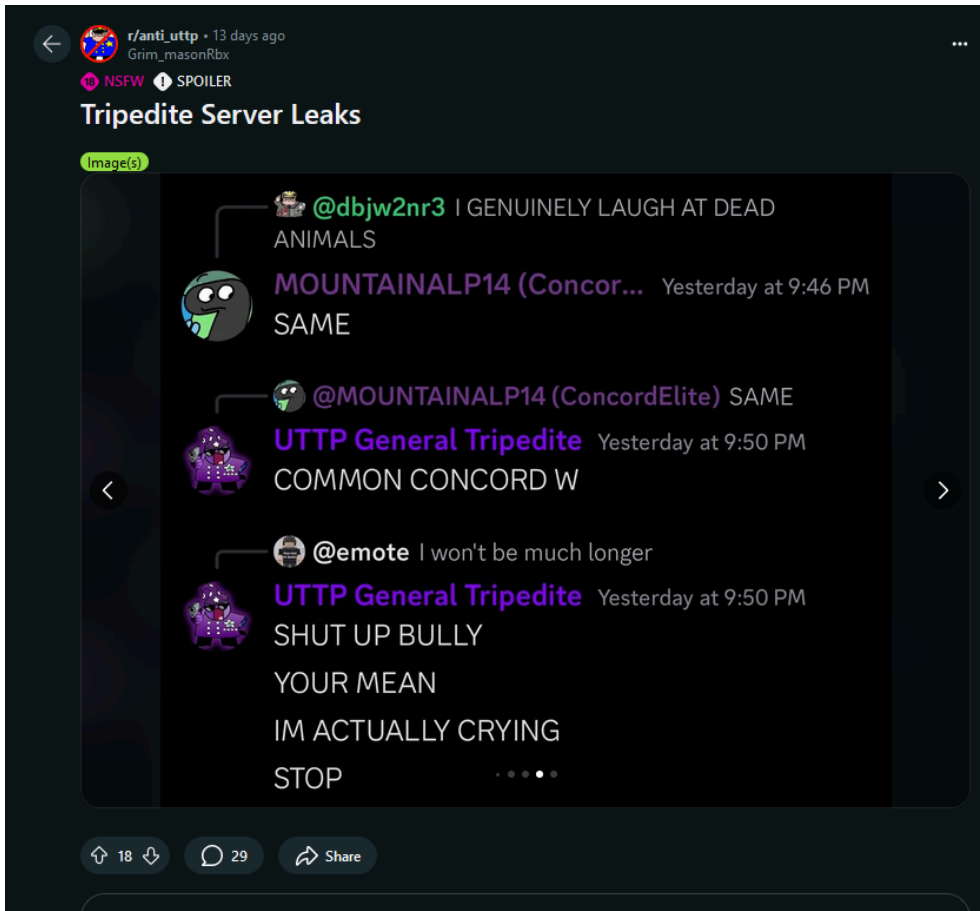 r/anti_uttp • 13 days ago
Grim_masonRbx
18 NSFW ! SPOILER
Tripedite Server Leaks
Image(s)
@dbjw2nr3 I GENUINELY LAUGH AT DEAD
ANIMALS
MOUNTAINALP14 (Concor... Yesterday at 9:46 PM
SAME
@MOUNTAINALP14 (ConcordElite) SAME
UTTP General Tripedite Yesterday at 9:50 PM
COMMON CONCORD W
@emote I won't be much longer
UTTP General Tripedite Yesterday at 9:50 PM
SHUT UP BULLY
YOUR MEAN
IM ACTUALLY CRYING
STOP
18 29 Share